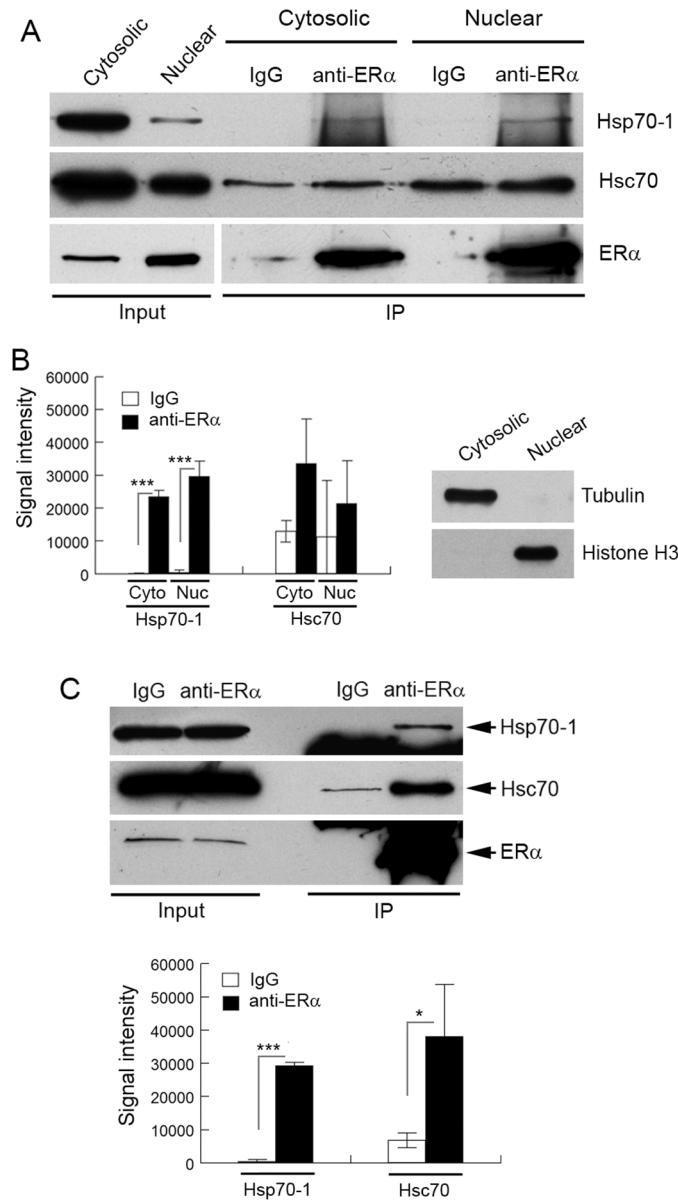 A
Cytosolic
Nuclear
Cytosolic
Nuclear
IgG
anti-ERα
IgG
anti-ERα
Hsp70-1
Hsc70
ERα
Input
IP
B
Signal intensity
60000
50000
40000
30000
20000
10000
0
IgG
anti-ERα
***
***
Cyto
Nuc
Cyto
Nuc
Hsp70-1
Hsc70
Cytosolic
Nuclear
Tubulin
Histone H3
C
IgG
anti-ERα
IgG
anti-ERα
Hsp70-1
Hsc70
ERα
Input
IP
Signal intensity
60000
50000
40000
30000
20000
10000
0
IgG
anti-ERα
***
*
Hsp70-1
Hsc70